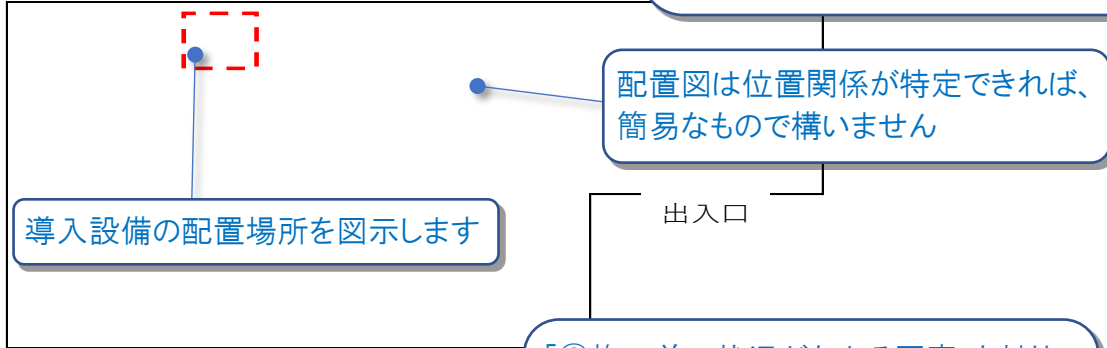 配置図は位置関係が特定できれば、
簡易なもので構いません
出入口
導入設備の配置場所を図示します